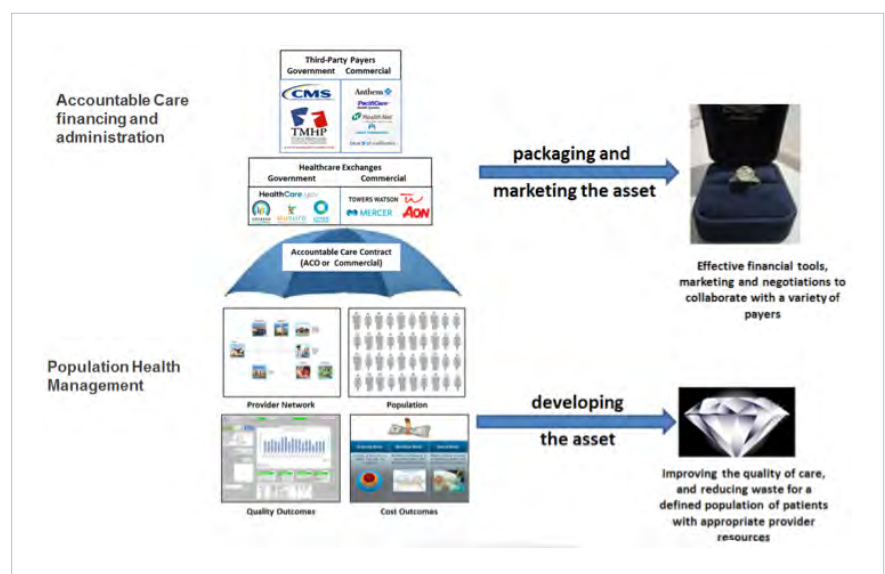 Third-Party Payers
Government Commercial
CMS
Anthem
PacifiCare
Health Net
TMHP
Accountable Care
financing and
administration
Healthcare Exchanges
Government Commercial
HealthCare.gov
TOWERS WATSON
MERCER AON
Accountable Care Contract
(ACO or Commercial)
packaging and
marketing the asset
Effective financial tools,
marketing and negotiations to
collaborate with a variety of
payers
Population Health
Management
Provider Network
Population
Quality Outcomes
Cost Outcomes
developing
the asset
Improving the quality of care,
and reducing waste for a
defined population of patients
with appropriate provider
resources